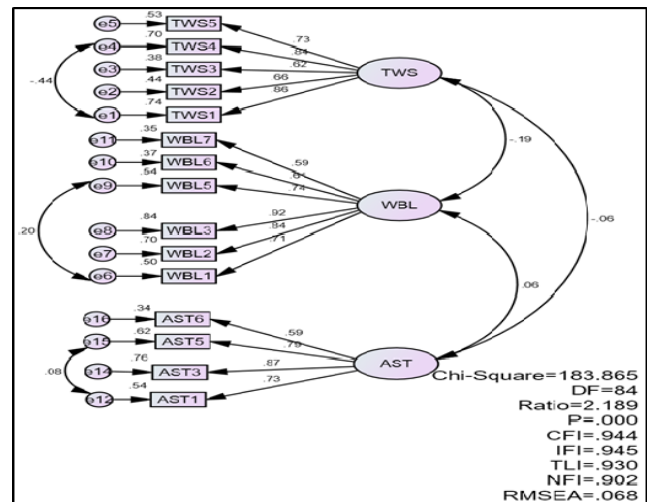 .53
e5 TWS5
.73
.70
e4 TWS4
.84
.38
e3 TWS3
.62
TWS
-.44
.44
e2 TWS2
.66
.74
e1 TWS1
.86
-.19
.35
e11 WBL7
.59
.37
e10 WBL6
.61
.54
e9 WBL5
.74
WBL
-.06
.20
.84
e8 WBL3
.92
.70
e7 WBL2
.84
.50
e6 WBL1
.71
.06
.34
e16 AST6
.59
.62
e15 AST5
.79
AST
.08
.76
e14 AST3
.87
.54
e12 AST1
.73
Chi-Square=183.865
DF=84
Ratio=2.189
P=.000
CFI=.944
IFI=.945
TLI=.930
NFI=.902
RMSEA=.068